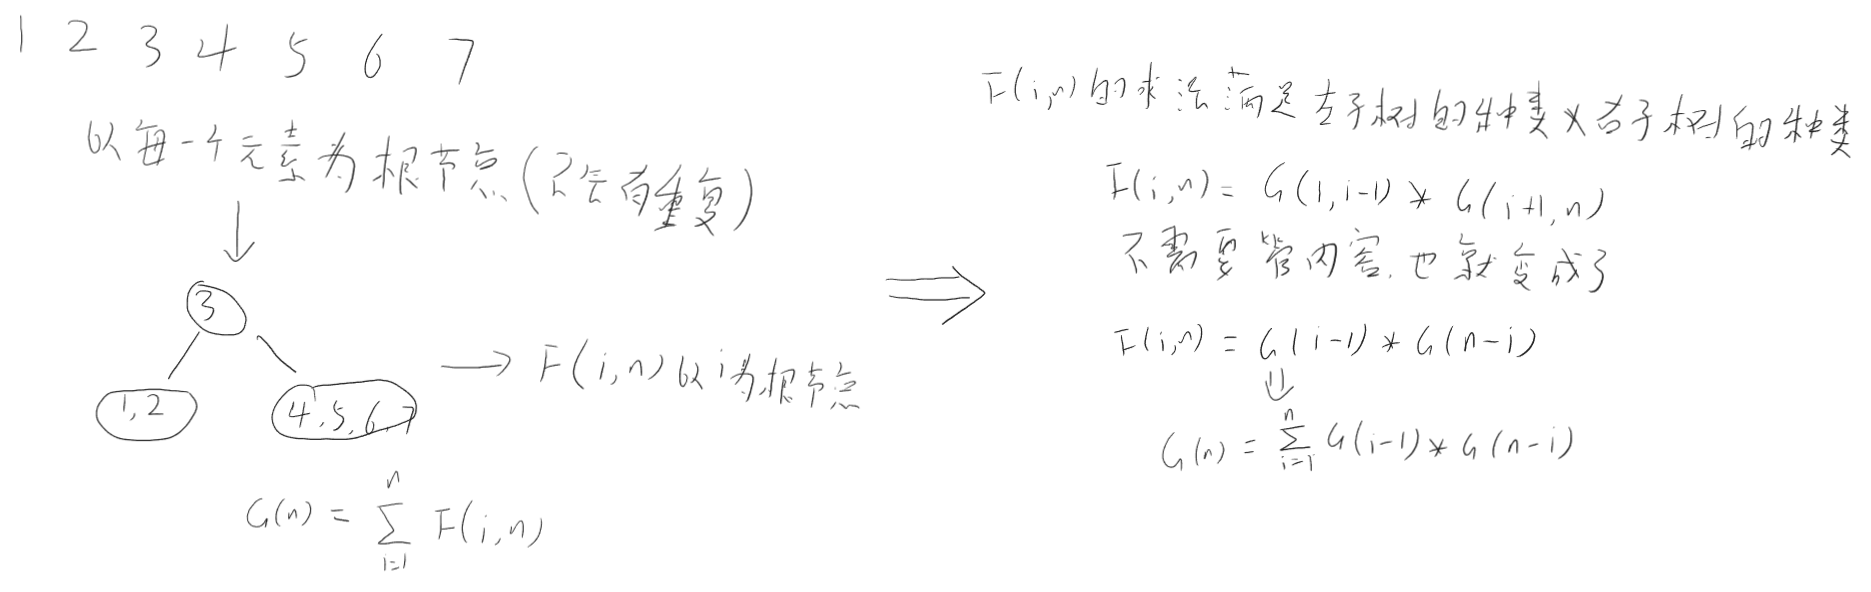 1 2 3 4 5 6 7
以每一个元素为根节点(不会有重复)
3
1,2
4,5,6,7
→ F(i,n)以i为根节点
G(n) = \sum_{i=1}^{n} F(i,n)
F(i,n)的求法满足左子树的种类×右子树的种类
F(i,n) = G(1,i-1) * G(i+1,n)
不需要管内容.也就变成了
F(i,n) = G(i-1) * G(n-i)
G(n) = \sum_{i=1}^{n} G(i-1) * G(n-i)